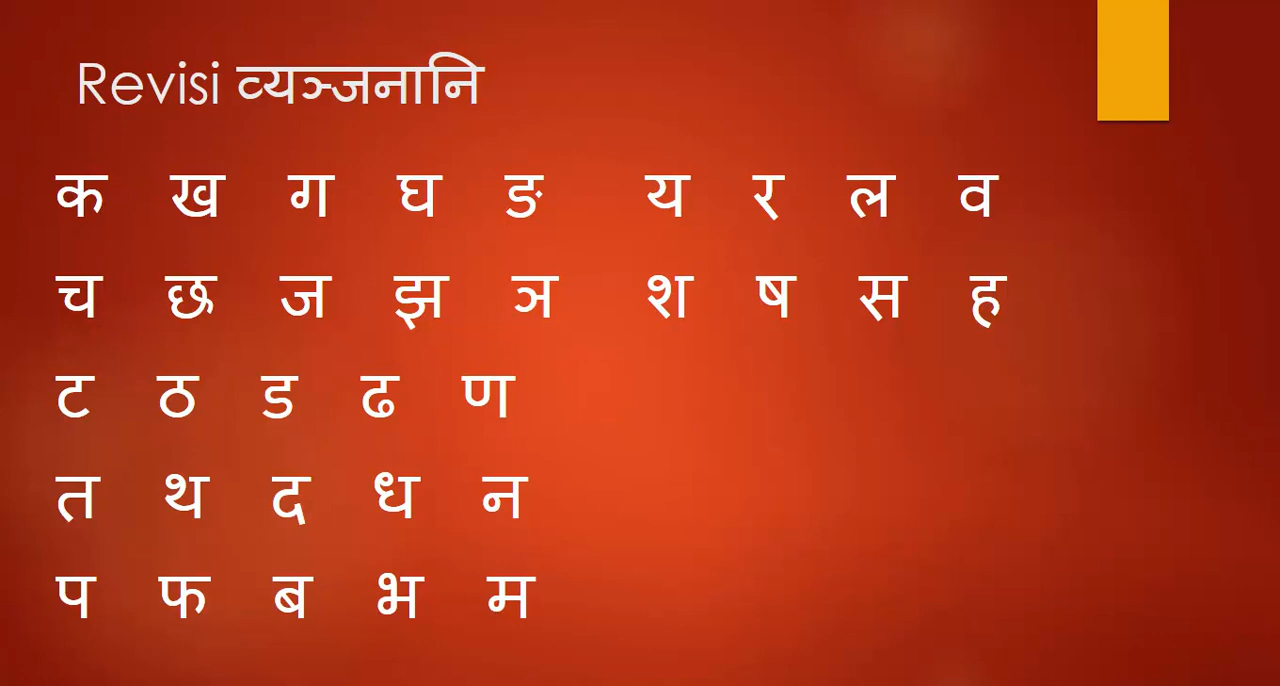 Revisi व्यञ्जनानि
क ख ग घ ङ य र ल व
च छ ज झ ञ श ष स ह
ट ठ ड ढ ण
त थ द ध न
प फ ब भ म